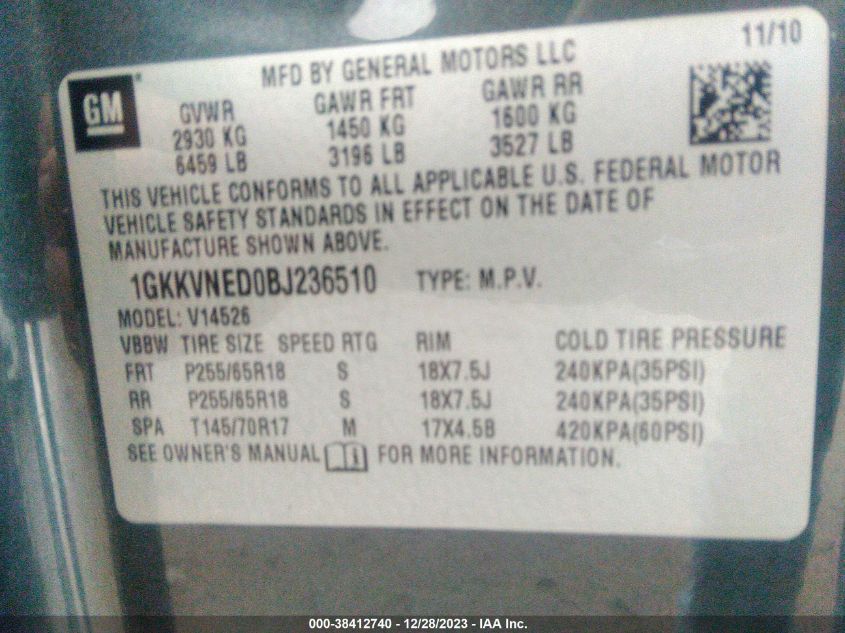 11/10
MFD BY GENERAL MOTORS LLC
GM
GVWR GAWR FRT GAWR RR
2930 KG 1450 KG 1600 KG
6459 LB 3196 LB 3527 LB
THIS VEHICLE CONFORMS TO ALL APPLICABLE U.S. FEDERAL MOTOR
VEHICLE SAFETY STANDARDS IN EFFECT ON THE DATE OF
MANUFACTURE SHOWN ABOVE.
1GKKVNED0BJ236510 TYPE: M.P.V.
MODEL: V14526
VBBW TIRE SIZE SPEED RTG RIM COLD TIRE PRESSURE
FRT P255/65R18 S 18X7.5J 240KPA(35PSI)
RR P255/65R18 S 18X7.5J 240KPA(35PSI)
SPA T145/70R17 M 17X4.5B 420KPA(60PSI)
SEE OWNER'S MANUAL FOR MORE INFORMATION.
000-38412740 - 12/28/2023 - IAA Inc.